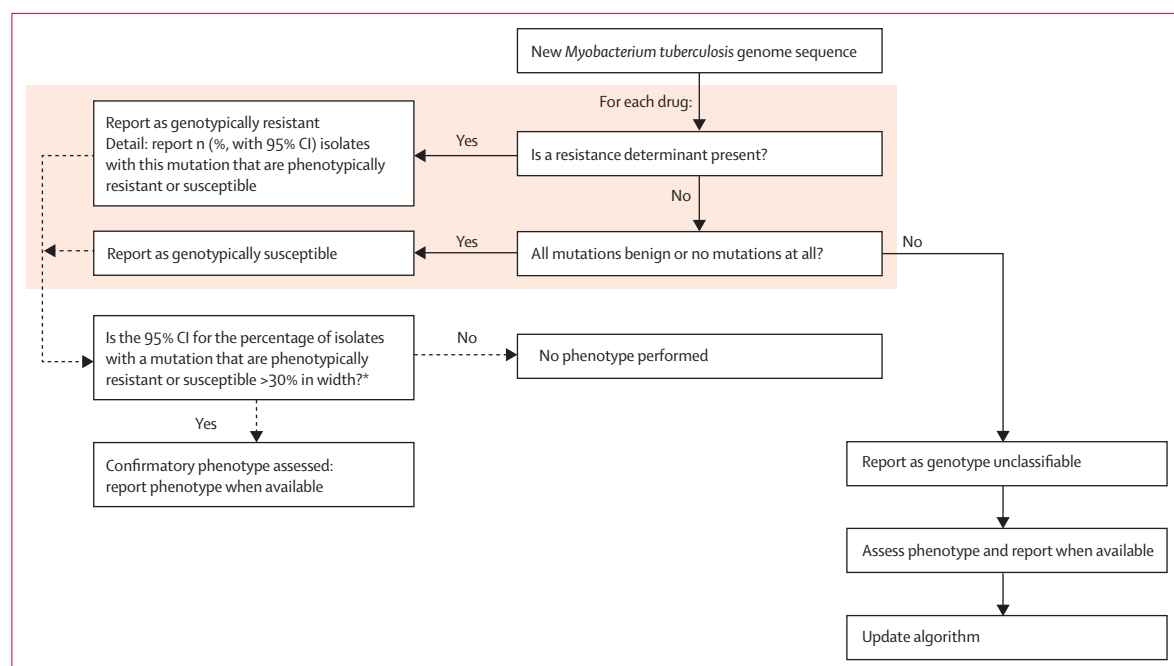 New Myobacterium tuberculosis genome sequence
For each drug:
Report as genotypically resistant
Detail: report n (%, with 95% CI) isolates
with this mutation that are phenotypically
resistant or susceptible
Yes
Is a resistance determinant present?
No
Report as genotypically susceptible
Yes
All mutations benign or no mutations at all?
No
Is the 95% CI for the percentage of isolates
with a mutation that are phenotypically
resistant or susceptible >30% in width?*
No
No phenotype performed
Yes
Confirmatory phenotype assessed:
report phenotype when available
Report as genotype unclassifiable
Assess phenotype and report when available
Update algorithm